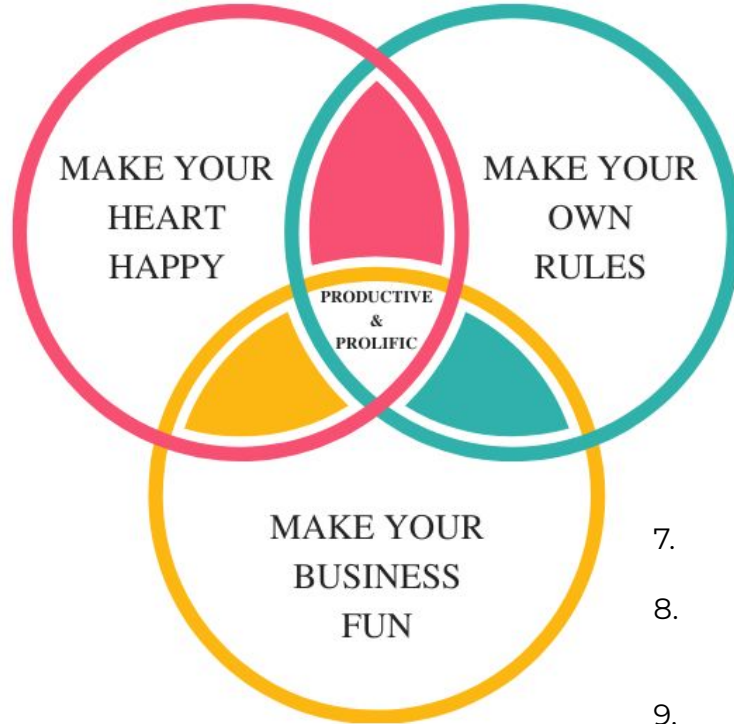 MAKE YOUR
HEART
HAPPY
MAKE YOUR
OWN
RULES
PRODUCTIVE
&
PROLIFIC
MAKE YOUR
BUSINESS
FUN
7.
8.
9.